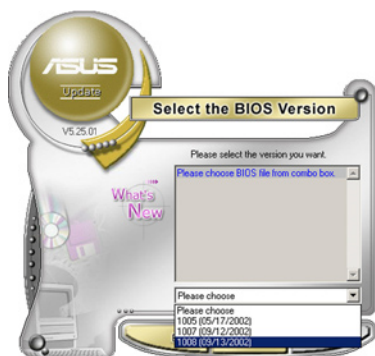 ASUS
Update
V5.25.01
Select the BIOS Version
Please select the version you want.
Please choose BIOS file from combo box.
What's
New
Please choose
Please choose
1005 (05/17/2002)
1007 (09/12/2002)
1008 (09/13/2002)